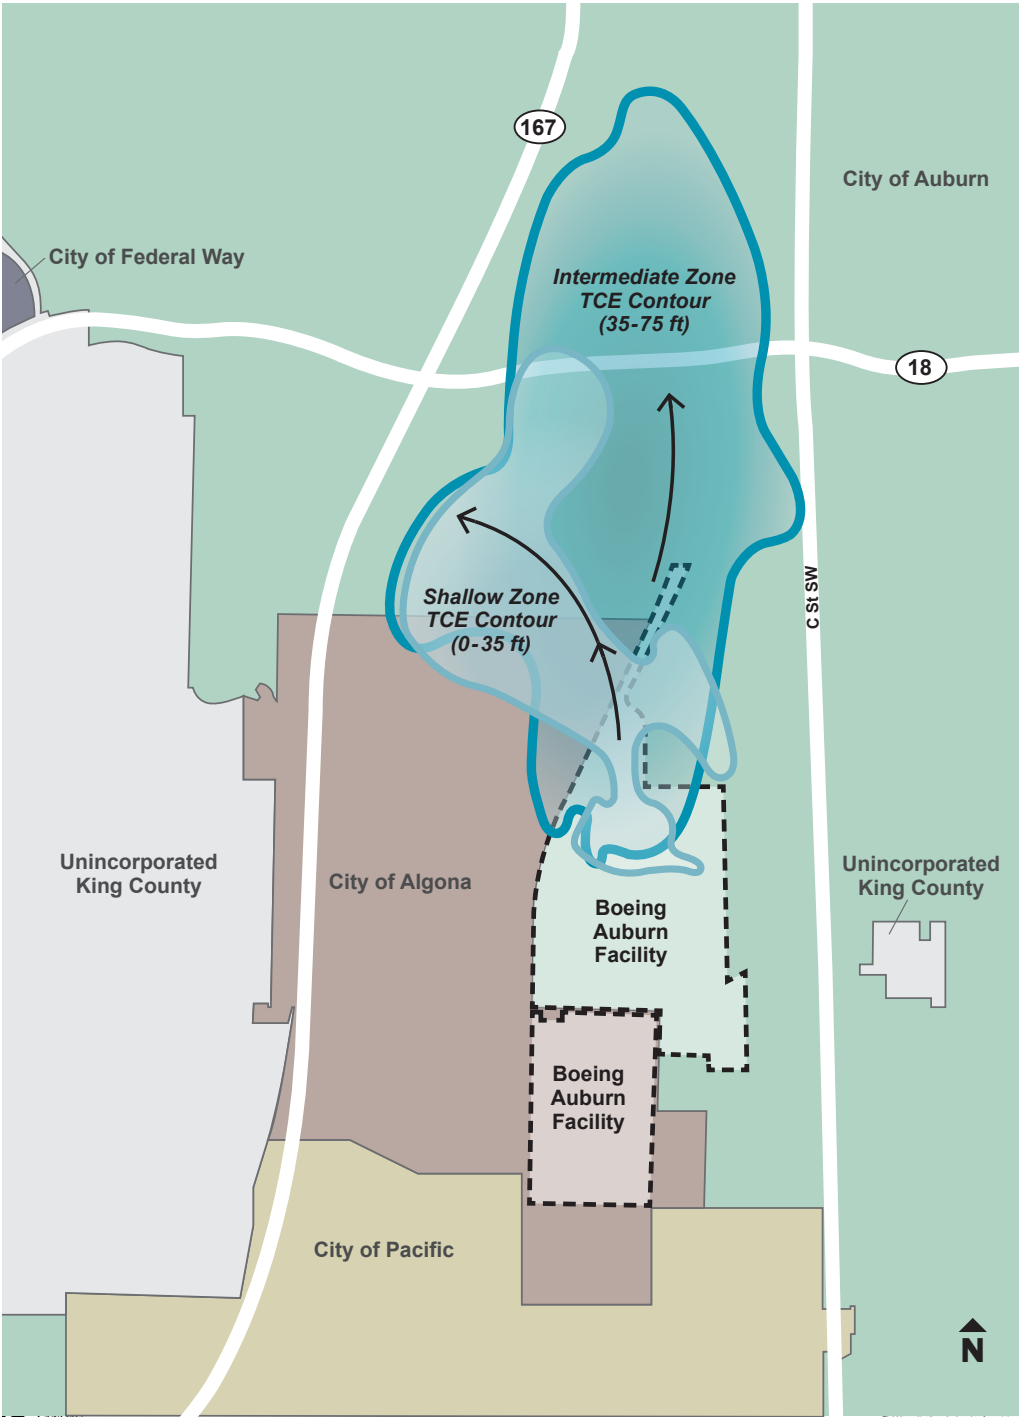 167
City of Auburn
City of Federal Way
Intermediate Zone
TCE Contour
(35-75 ft)
18
C St SW
Shallow Zone
TCE Contour
(0-35 ft)
Unincorporated
King County
City of Algona
Unincorporated
King County
Boeing
Auburn
Facility
Boeing
Auburn
Facility
City of Pacific
N